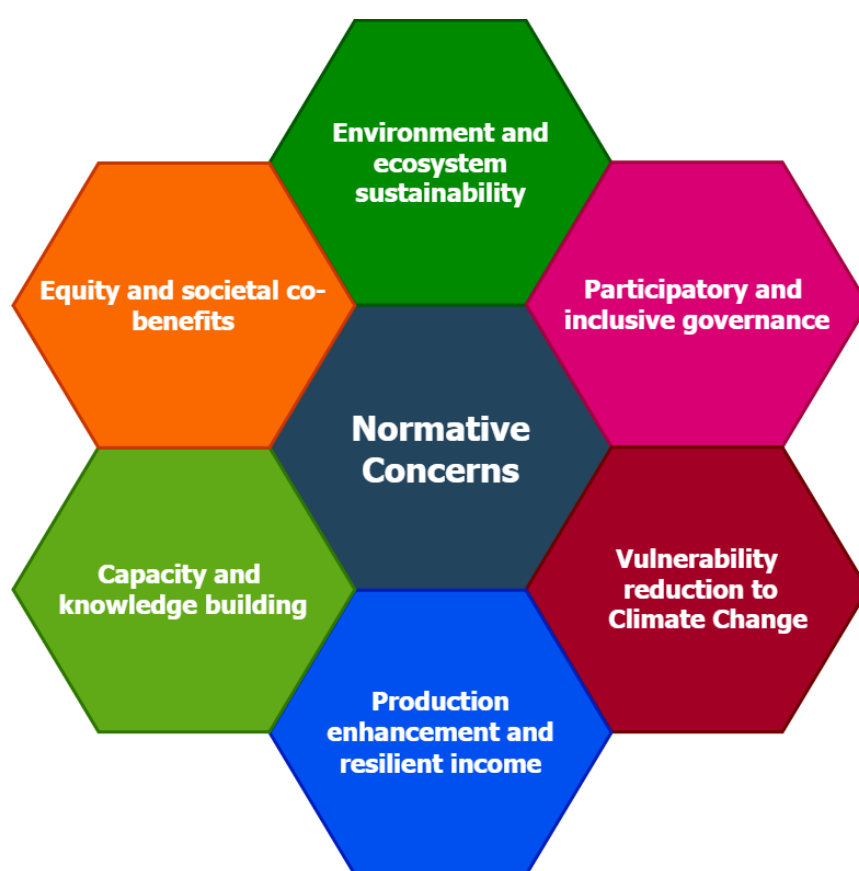 Environment and
ecosystem
sustainability
Equity and societal co-
benefits
Participatory and
inclusive governance
Normative
Concerns
Capacity and
knowledge building
Vulnerability
reduction to
Climate Change
Production
enhancement and
resilient income